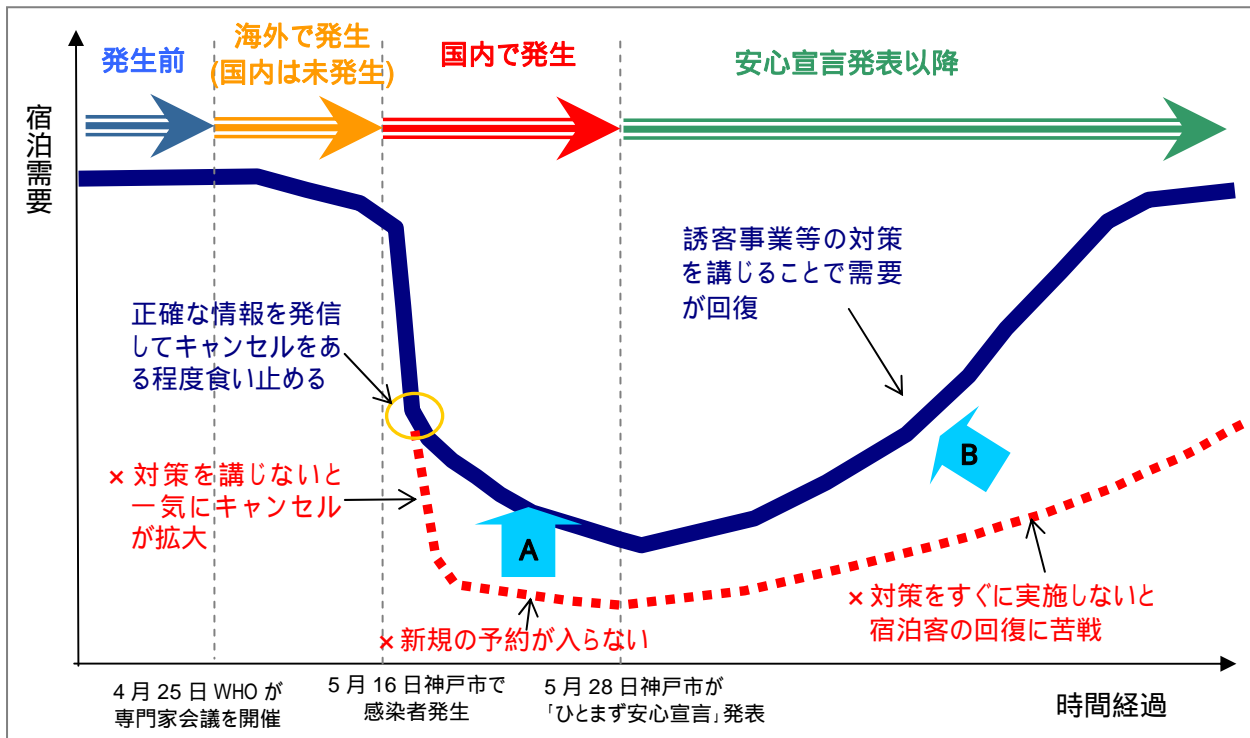 発生前
海外で発生
(国内は未発生)
国内で発生
安心宣言発表以降
宿泊需要
誘客事業等の対策
を講じることで需要
が回復
正確な情報を発信
してキャンセルをあ
る程度食い止める
× 対策を講じないと
一気にキャンセル
が拡大
A
B
× 新規の予約が入らない
× 対策をすぐに実施しないと
宿泊客の回復に苦戦
4 月 25 日 WHO が
専門家会議を開催
5 月 16 日神戸市で
感染者発生
5 月 28 日神戸市が
「ひとまず安心宣言」発表
時間経過